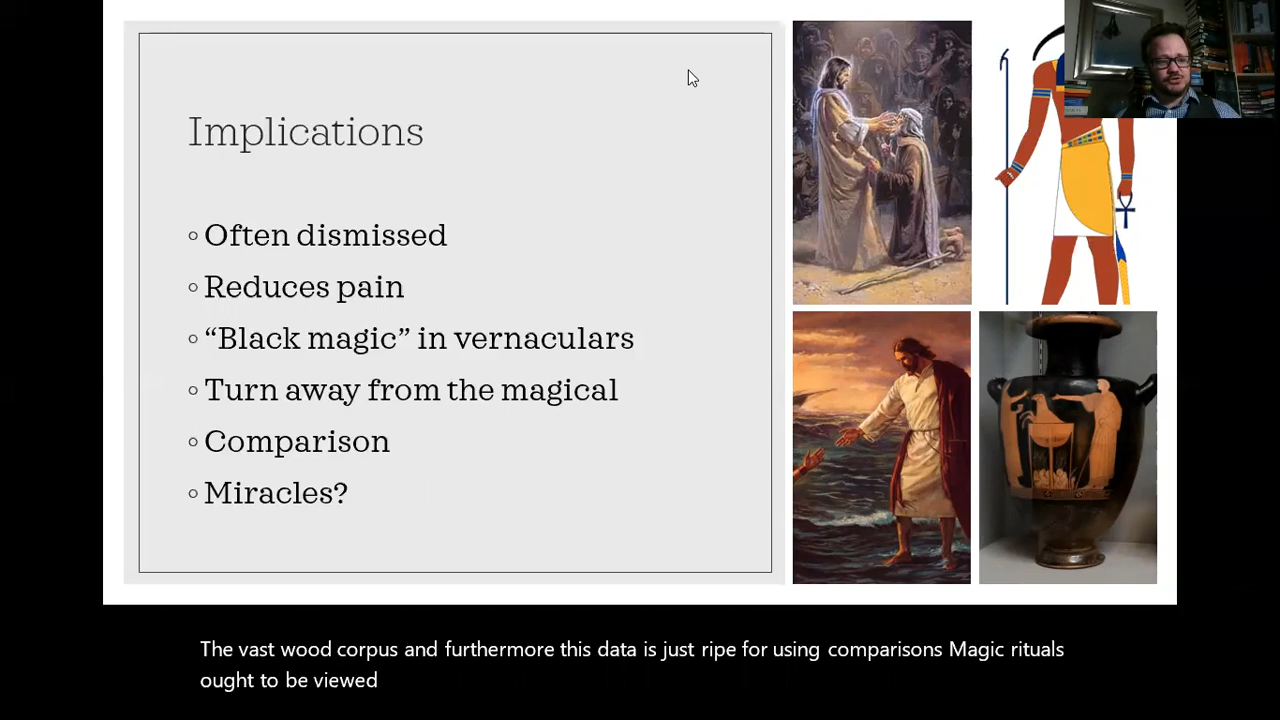 Implications
◦ Often dismissed
◦ Reduces pain
◦ “Black magic” in vernaculars
◦ Turn away from the magical
◦ Comparison
◦ Miracles?
The vast wood corpus and furthermore this data is just ripe for using comparisons Magic rituals
ought to be viewed